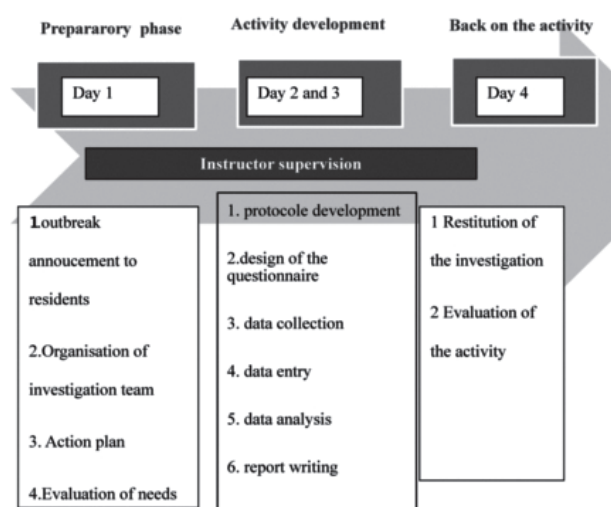 Prepararory phase
Activity development
Back on the activity
Day 1
Day 2 and 3
Day 4
Instructor supervision
1.outbreak
annoucement to
residents
2.Organisation of
investigation team
3. Action plan
4.Evaluation of needs
1. protocole development
2.design of the
questionnaire
3. data collection
4. data entry
5. data analysis
6. report writing
1 Restitution of
the investigation
2 Evaluation of
the activity